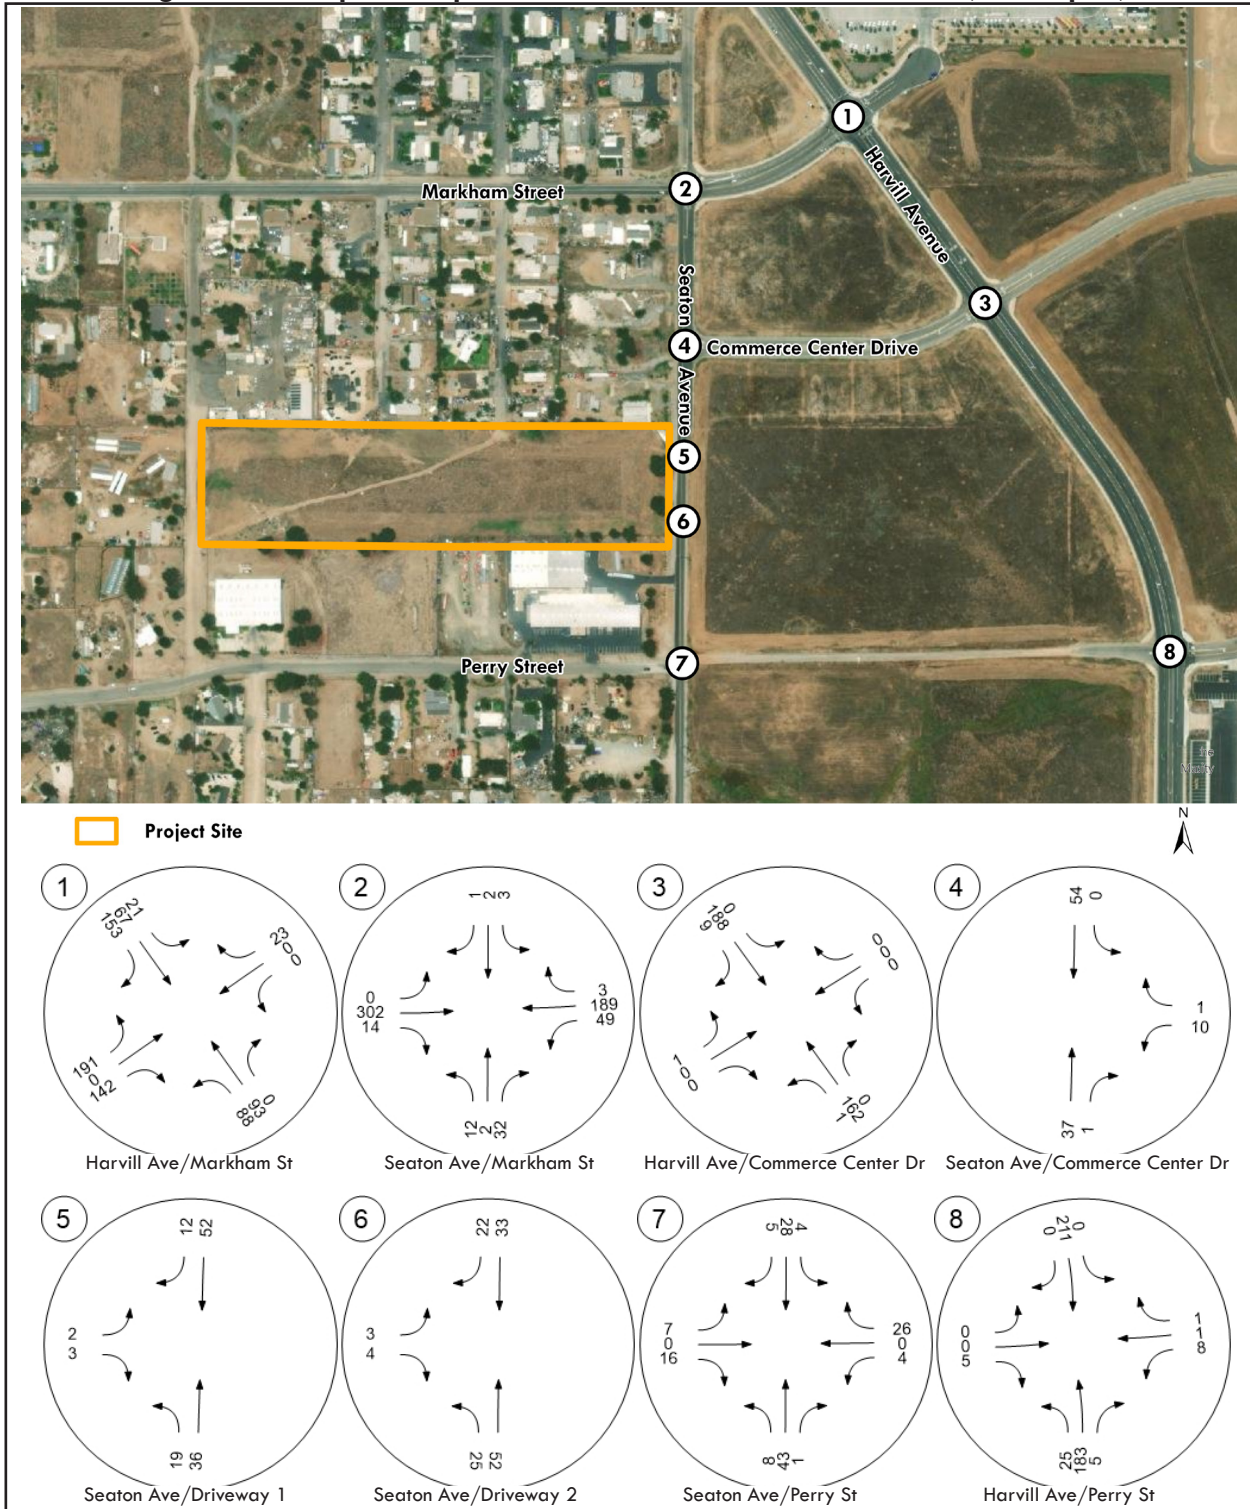 1
Harvill Avenue
Markham Street
2
3
Seaton Avenue
4
Commerce Center Drive
5
6
Perry Street
7
8
Project Site
N
1
153 67 21
23 0 0
191 0 142
88 93 0
Harvill Ave/Markham St
2
1 2 3
0
302
14
3
189
49
12 2 32
Seaton Ave/Markham St
3
9 188 0
0 0 0
1 0 0
1 162 0
Harvill Ave/Commerce Center Dr
4
54 0
1
10
37 1
Seaton Ave/Commerce Center Dr
5
12 52
2
3
19 36
Seaton Ave/Driveway 1
6
22 33
3
4
25 52
Seaton Ave/Driveway 2
7
5 28 4
7
0
16
26
0
4
8 43 1
Seaton Ave/Perry St
8
0 211 0
0
0
5
1
1
8
25 183 5
Harvill Ave/Perry St